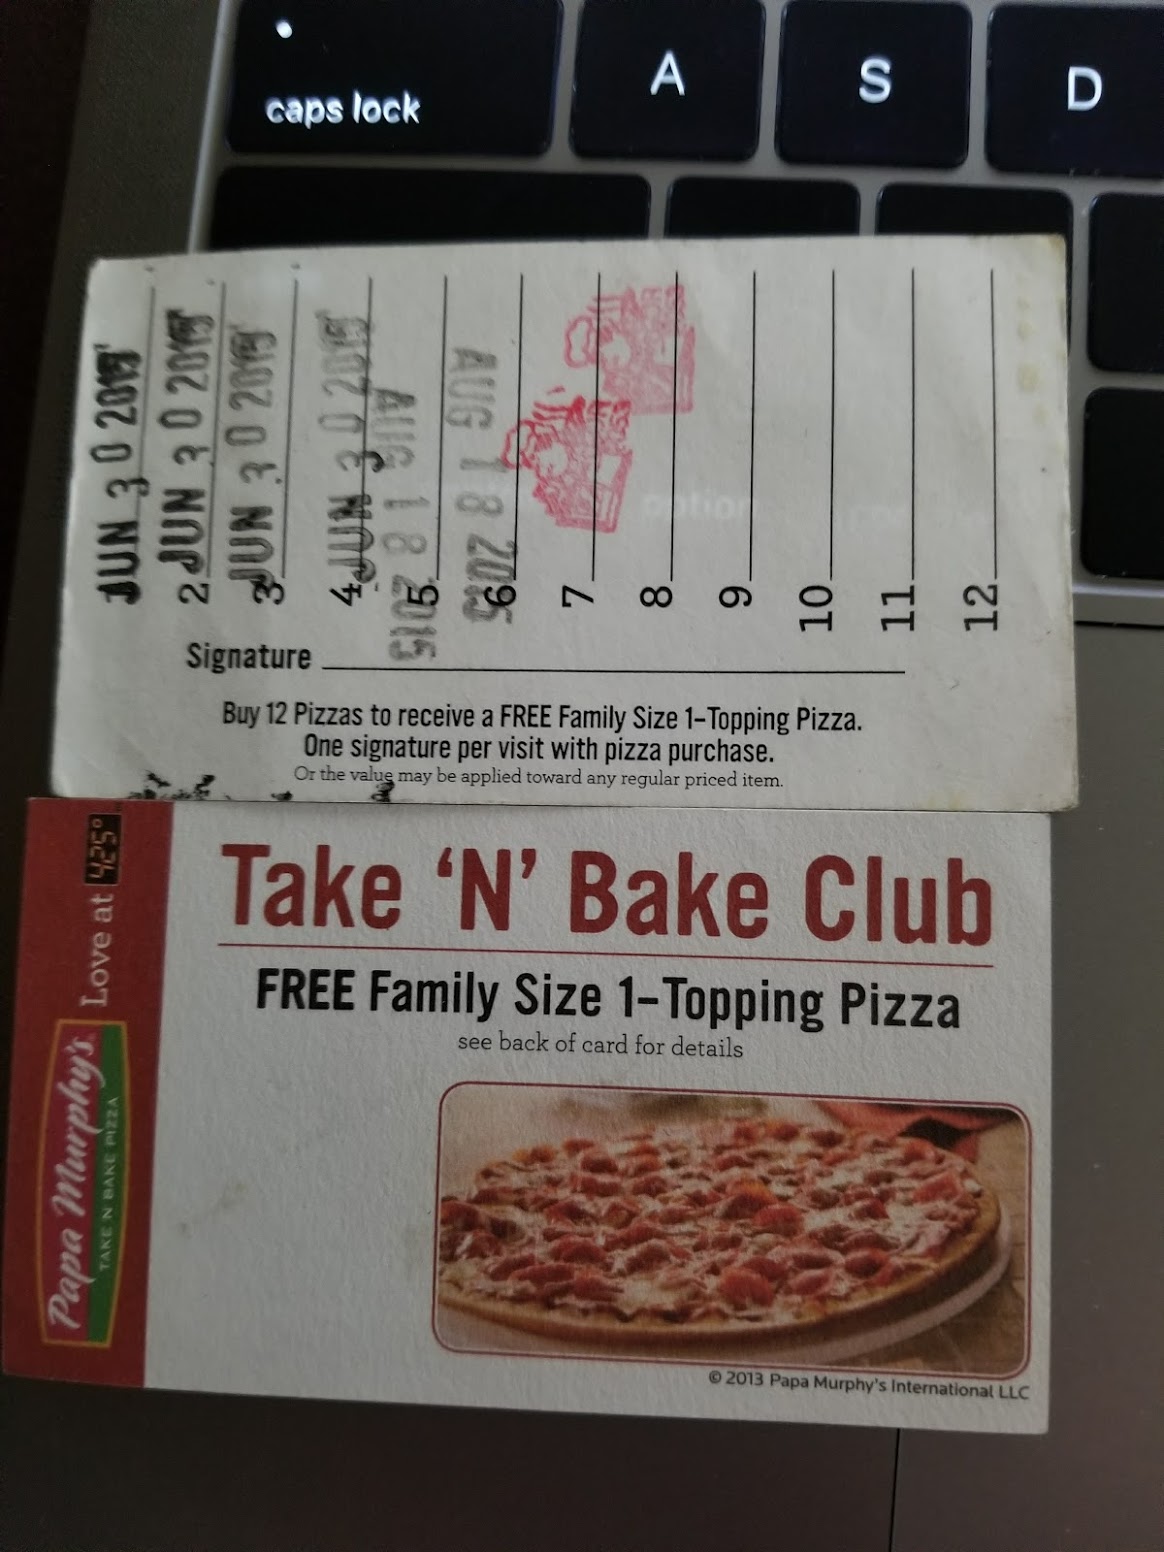 caps lock
A
S
D
JUN 30 2015
2 JUN 30 2015
3 JUN 30 2015
4 JUN 30 2015
5 AUG 18 2015
6 AUG 18 2015
7
8
9
10
11
12
Signature
Buy 12 Pizzas to receive a FREE Family Size 1-Topping Pizza.
One signature per visit with pizza purchase.
Or the value may be applied toward any regular priced item.
Love at 425°
Papa Murphy's
TAKE N BAKE PIZZA
Take 'N' Bake Club
FREE Family Size 1-Topping Pizza
see back of card for details
© 2013 Papa Murphy's International LLC